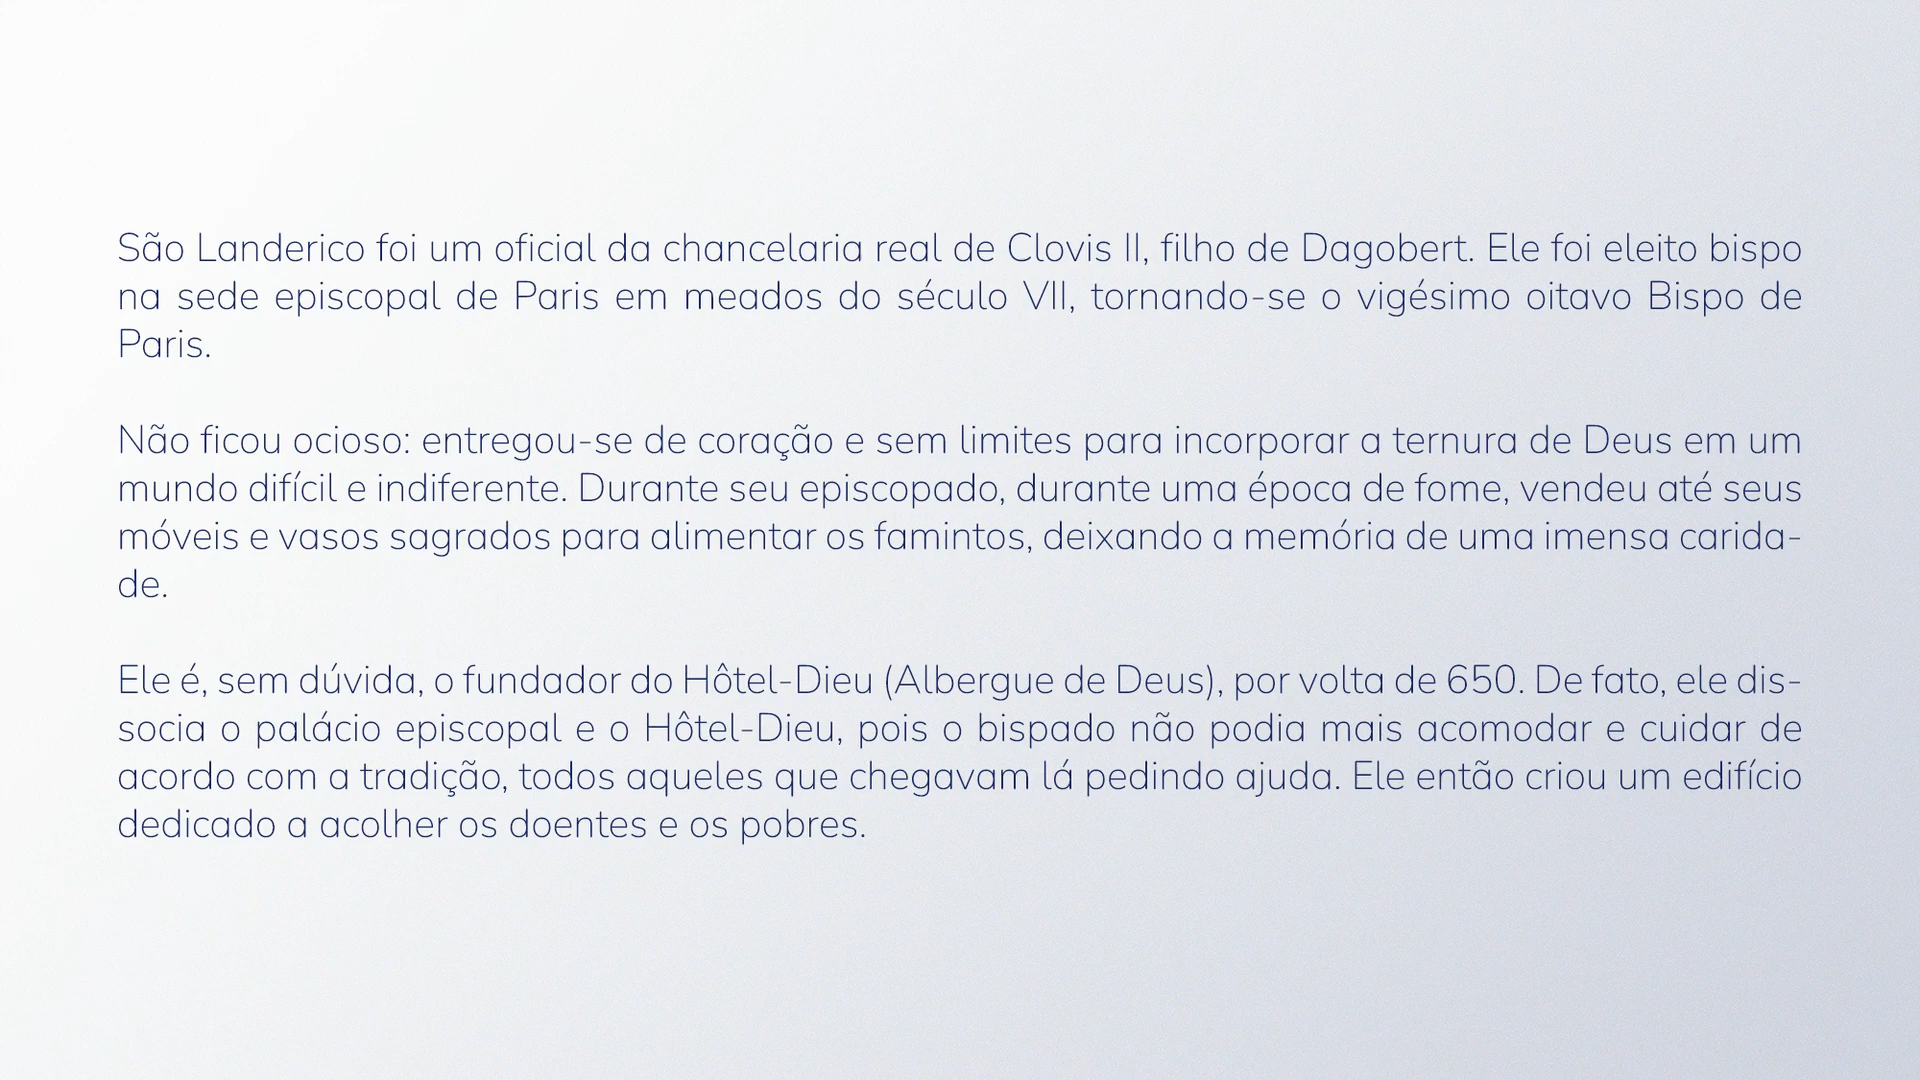 São Landerico foi um oficial da chancelaria real de Clovis II, filho de Dagobert. Ele foi eleito bispo
na sede episcopal de Paris em meados do século VII, tornando-se o vigésimo oitavo Bispo de
Paris.
Não ficou ocioso: entregou-se de coração e sem limites para incorporar a ternura de Deus em um
mundo difícil e indiferente. Durante seu episcopado, durante uma época de fome, vendeu até seus
móveis e vasos sagrados para alimentar os famintos, deixando a memória de uma imensa carida-
de.
Ele é, sem dúvida, o fundador do Hôtel-Dieu (Albergue de Deus), por volta de 650. De fato, ele dis-
socia o palácio episcopal e o Hôtel-Dieu, pois o bispado não podia mais acomodar e cuidar de
acordo com a tradição, todos aqueles que chegavam lá pedindo ajuda. Ele então criou um edifício
dedicado a acolher os doentes e os pobres.